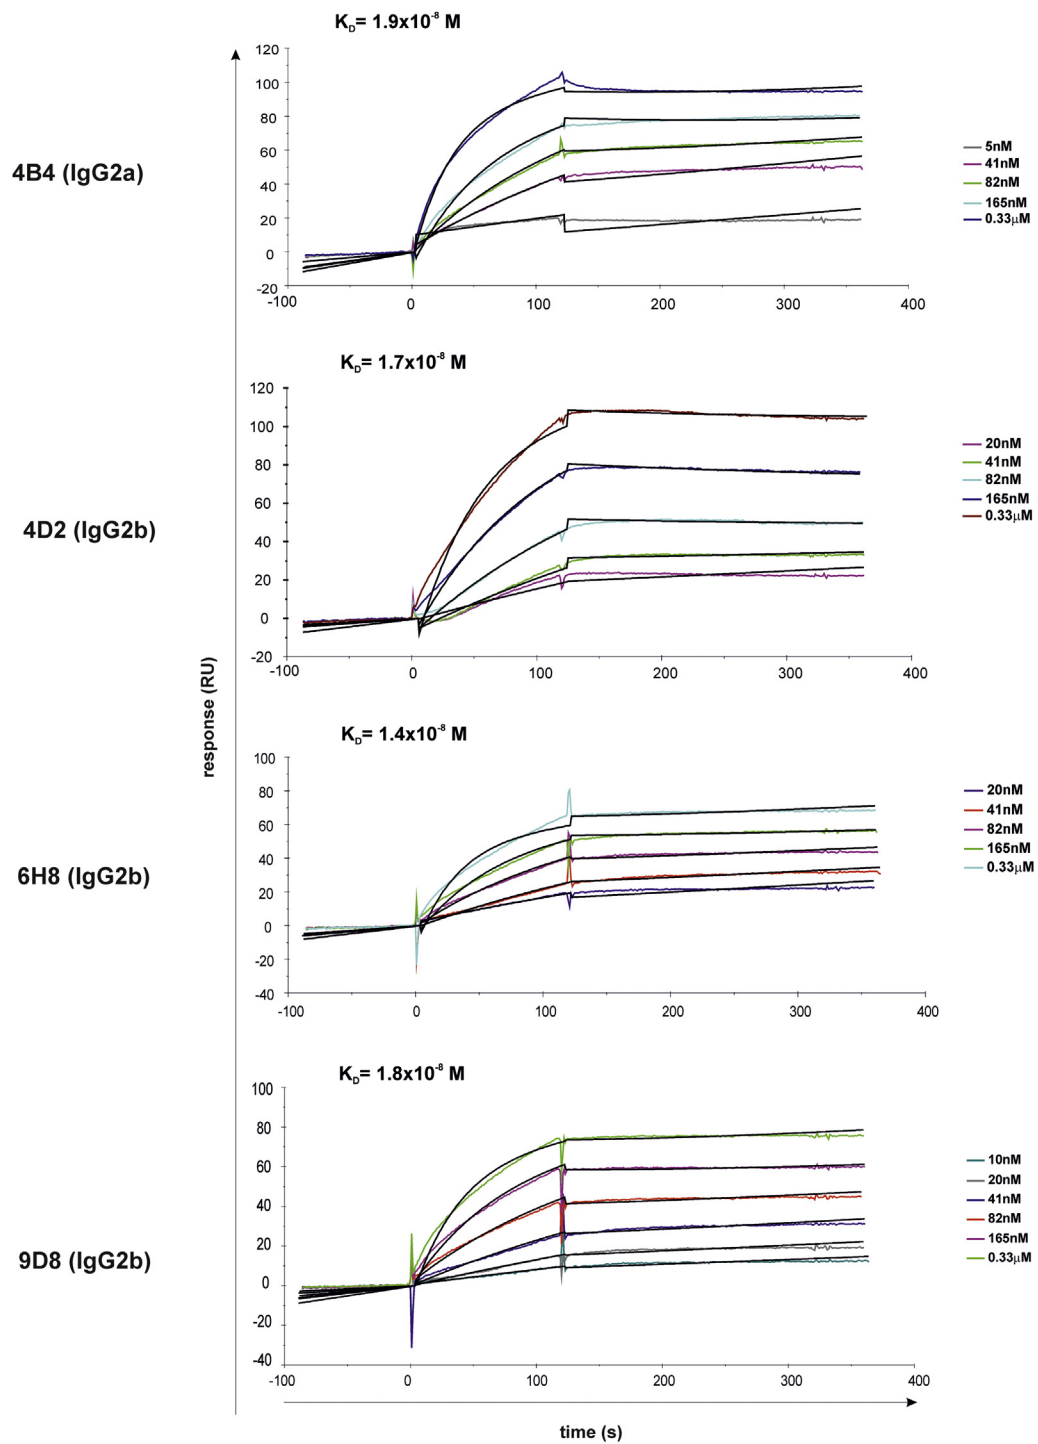 K_D= 1.9x10⁻⁸ M
120
100
80
60
40
20
0
-20
-100 0 100 200 300 400
4B4 (IgG2a)
5nM
41nM
82nM
165nM
0.33µM
K_D= 1.7x10⁻⁸ M
120
100
80
60
40
20
0
-20
-100 0 100 200 300 400
4D2 (IgG2b)
20nM
41nM
82nM
165nM
0.33µM
response (RU)
K_D= 1.4x10⁻⁸ M
100
80
60
40
20
0
-20
-40
-100 0 100 200 300 400
6H8 (IgG2b)
20nM
41nM
82nM
165nM
0.33µM
K_D= 1.8x10⁻⁸ M
100
80
60
40
20
0
-20
-40
-100 0 100 200 300 400
9D8 (IgG2b)
10nM
20nM
41nM
82nM
165nM
0.33µM
time (s)